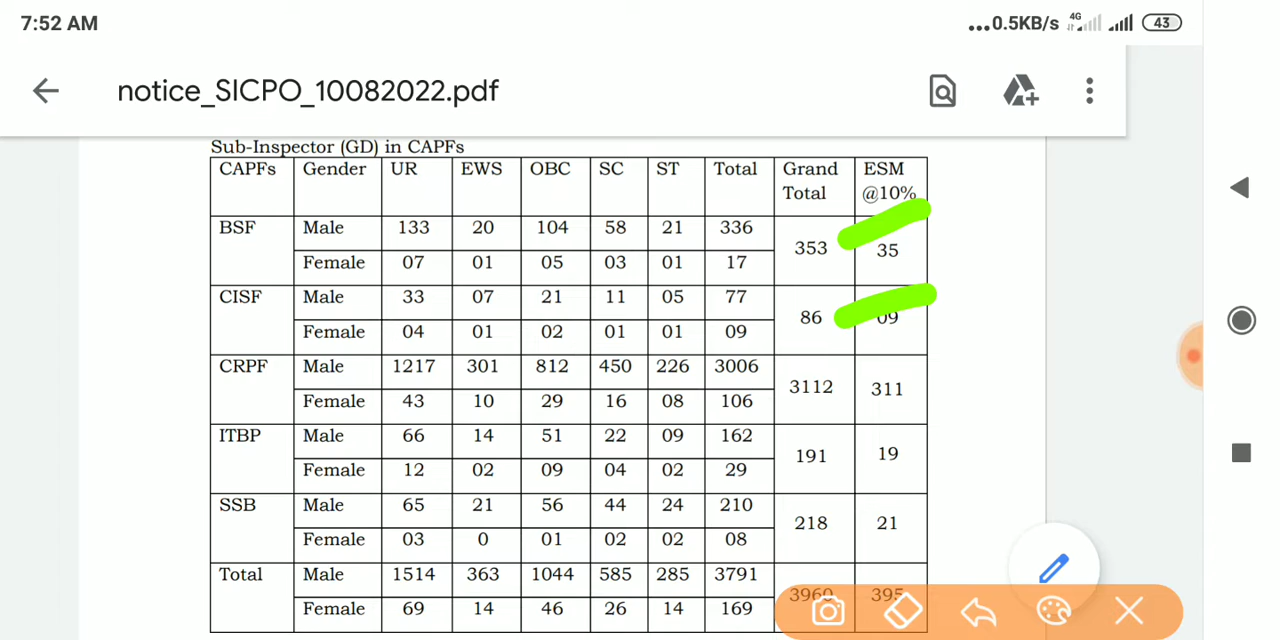 7:52 AM
...0.5KB/s 4G 43
notice_SICPO_10082022.pdf
Sub-Inspector (GD) in CAPFs
CAPFs Gender UR EWS OBC SC ST Total Grand Total ESM @10%
BSF Male 133 20 104 58 21 336 353 35
Female 07 01 05 03 01 17
CISF Male 33 07 21 11 05 77 86 09
Female 04 01 02 01 01 09
CRPF Male 1217 301 812 450 226 3006 3112 311
Female 43 10 29 16 08 106
ITBP Male 66 14 51 22 09 162 191 19
Female 12 02 09 04 02 29
SSB Male 65 21 56 44 24 210 218 21
Female 03 0 01 02 02 08
Total Male 1514 363 1044 585 285 3791 3960 395
Female 69 14 46 26 14 169